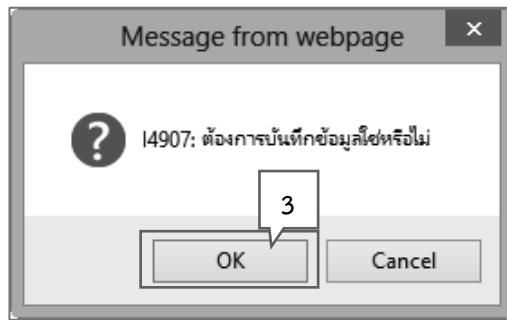 Message from webpage
I4907: ต้องการบันทึกข้อมูลใช่หรือไม่
3
OK
Cancel